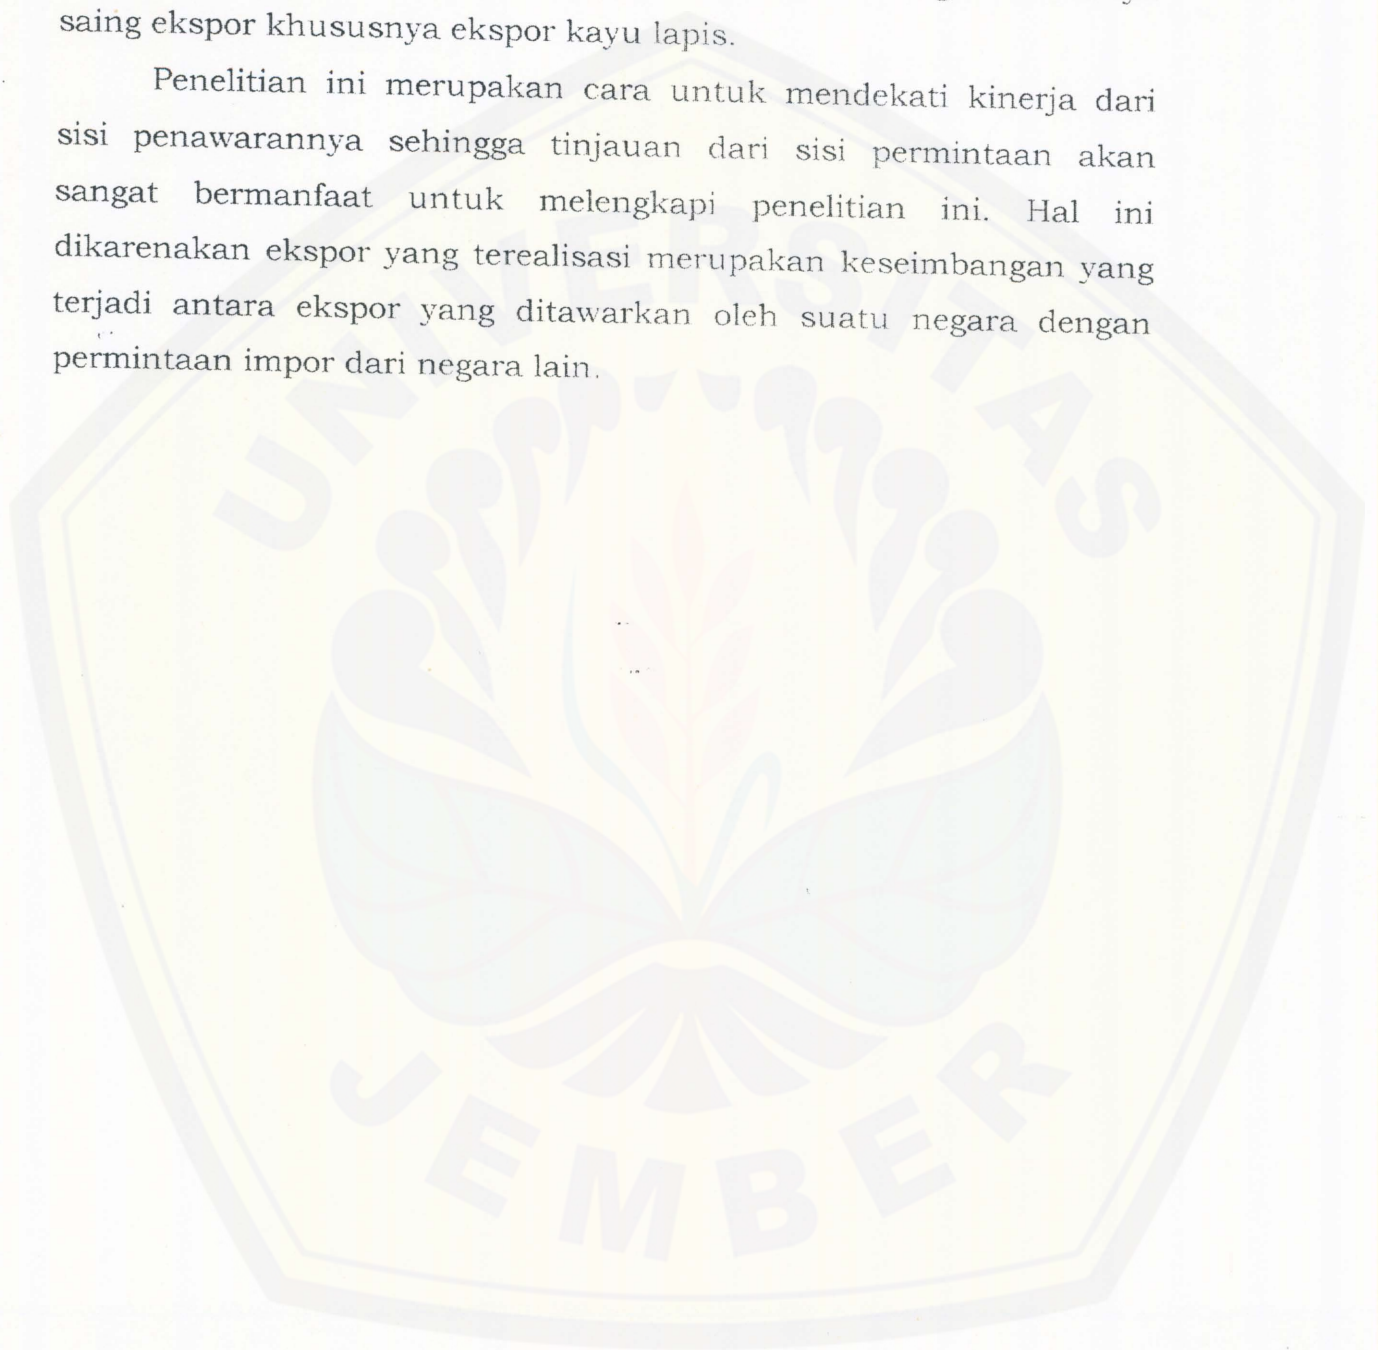 saing ekspor khususnya ekspor kayu lapis.
Penelitian ini merupakan cara untuk mendekati kinerja dari
sisi penawarannya sehingga tinjauan dari sisi permintaan akan
sangat bermanfaat untuk melengkapi penelitian ini. Hal ini
dikarenakan ekspor yang terealisasi merupakan keseimbangan yang
terjadi antara ekspor yang ditawarkan oleh suatu negara dengan
permintaan impor dari negara lain.
UNIVERSITAS
JEMBER